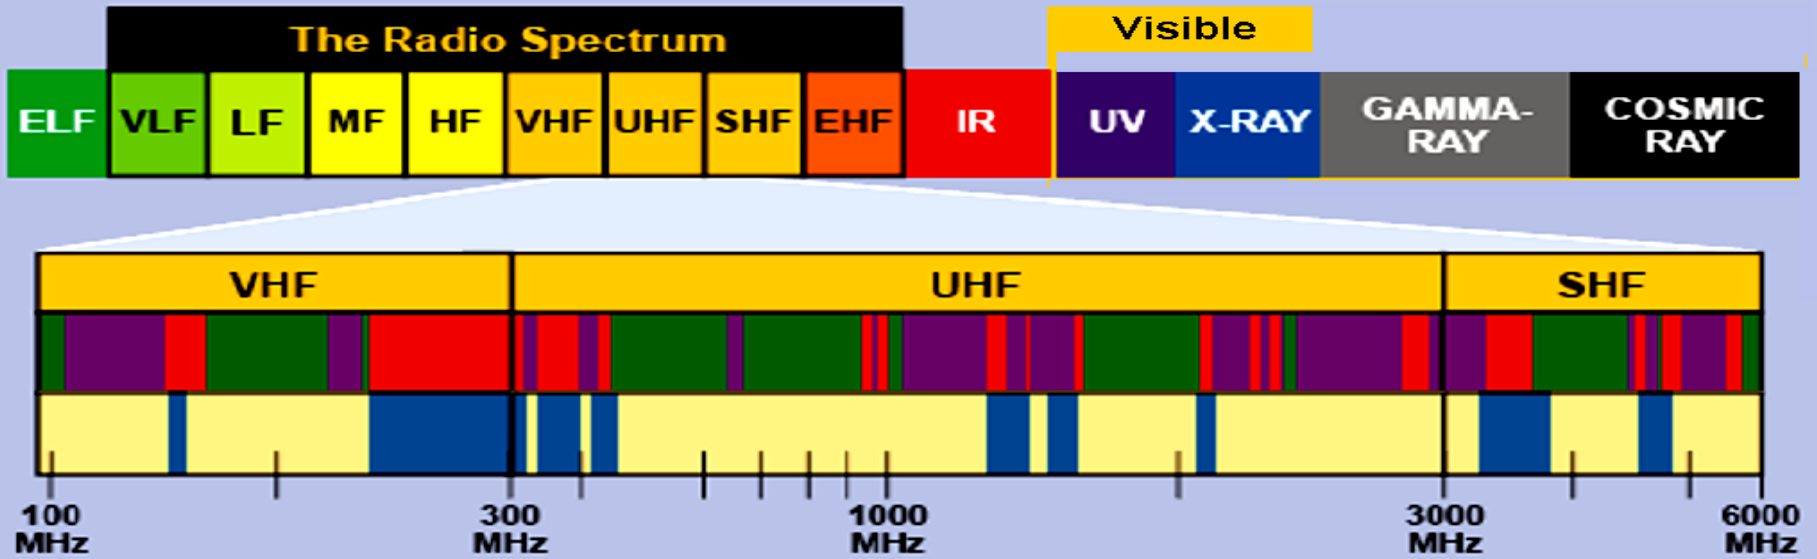 The Radio Spectrum
Visible
ELF VLF LF MF HF VHF UHF SHF EHF IR UV X-RAY GAMMA-
RAY COSMIC
RAY
VHF UHF SHF
100
MHz
300
MHz
1000
MHz
3000
MHz
6000
MHz